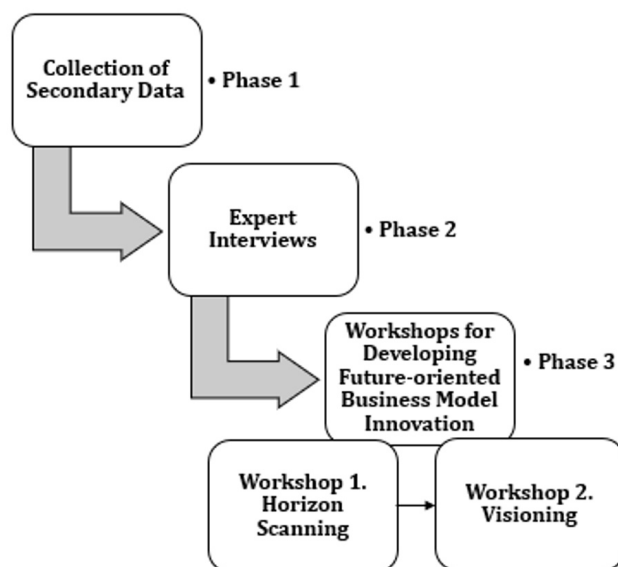 Collection of
Secondary Data
• Phase 1
Expert
Interviews
• Phase 2
Workshops for
Developing
Future-oriented
Business Model
Innovation
• Phase 3
Workshop 1.
Horizon
Scanning
Workshop 2.
Visioning